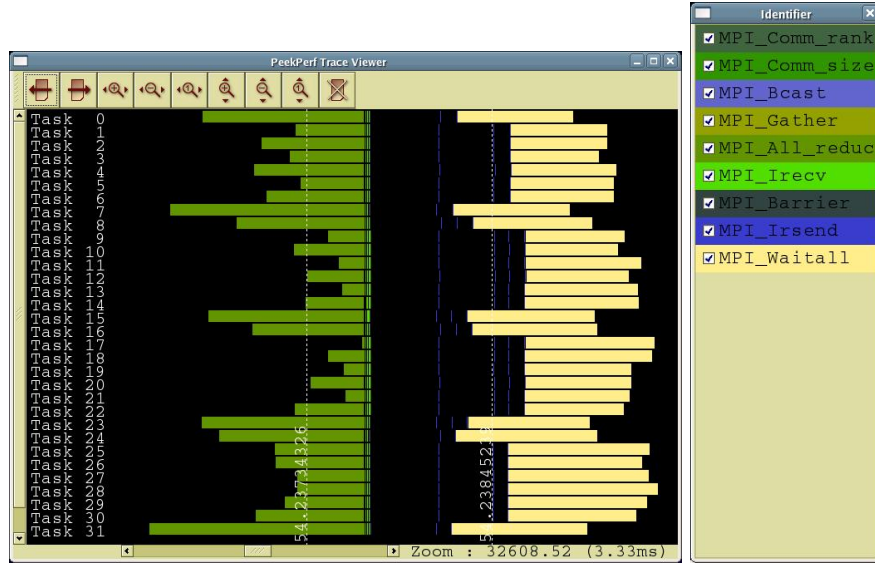 PeekPerf Trace Viewer
Task 0
Task 1
Task 2
Task 3
Task 4
Task 5
Task 6
Task 7
Task 8
Task 9
Task 10
Task 11
Task 12
Task 13
Task 14
Task 15
Task 16
Task 17
Task 18
Task 19
Task 20
Task 21
Task 22
Task 23
Task 24
Task 25
Task 26
Task 27
Task 28
Task 29
Task 30
Task 31
54.23734326
Zoom : 32608.52 (3.33ms)
Identifier
MPI_Comm_rank
MPI_Comm_size
MPI_Bcast
MPI_Gather
MPI_All_reduc
MPI_Irecv
MPI_Barrier
MPI_Irsend
MPI_Waitall